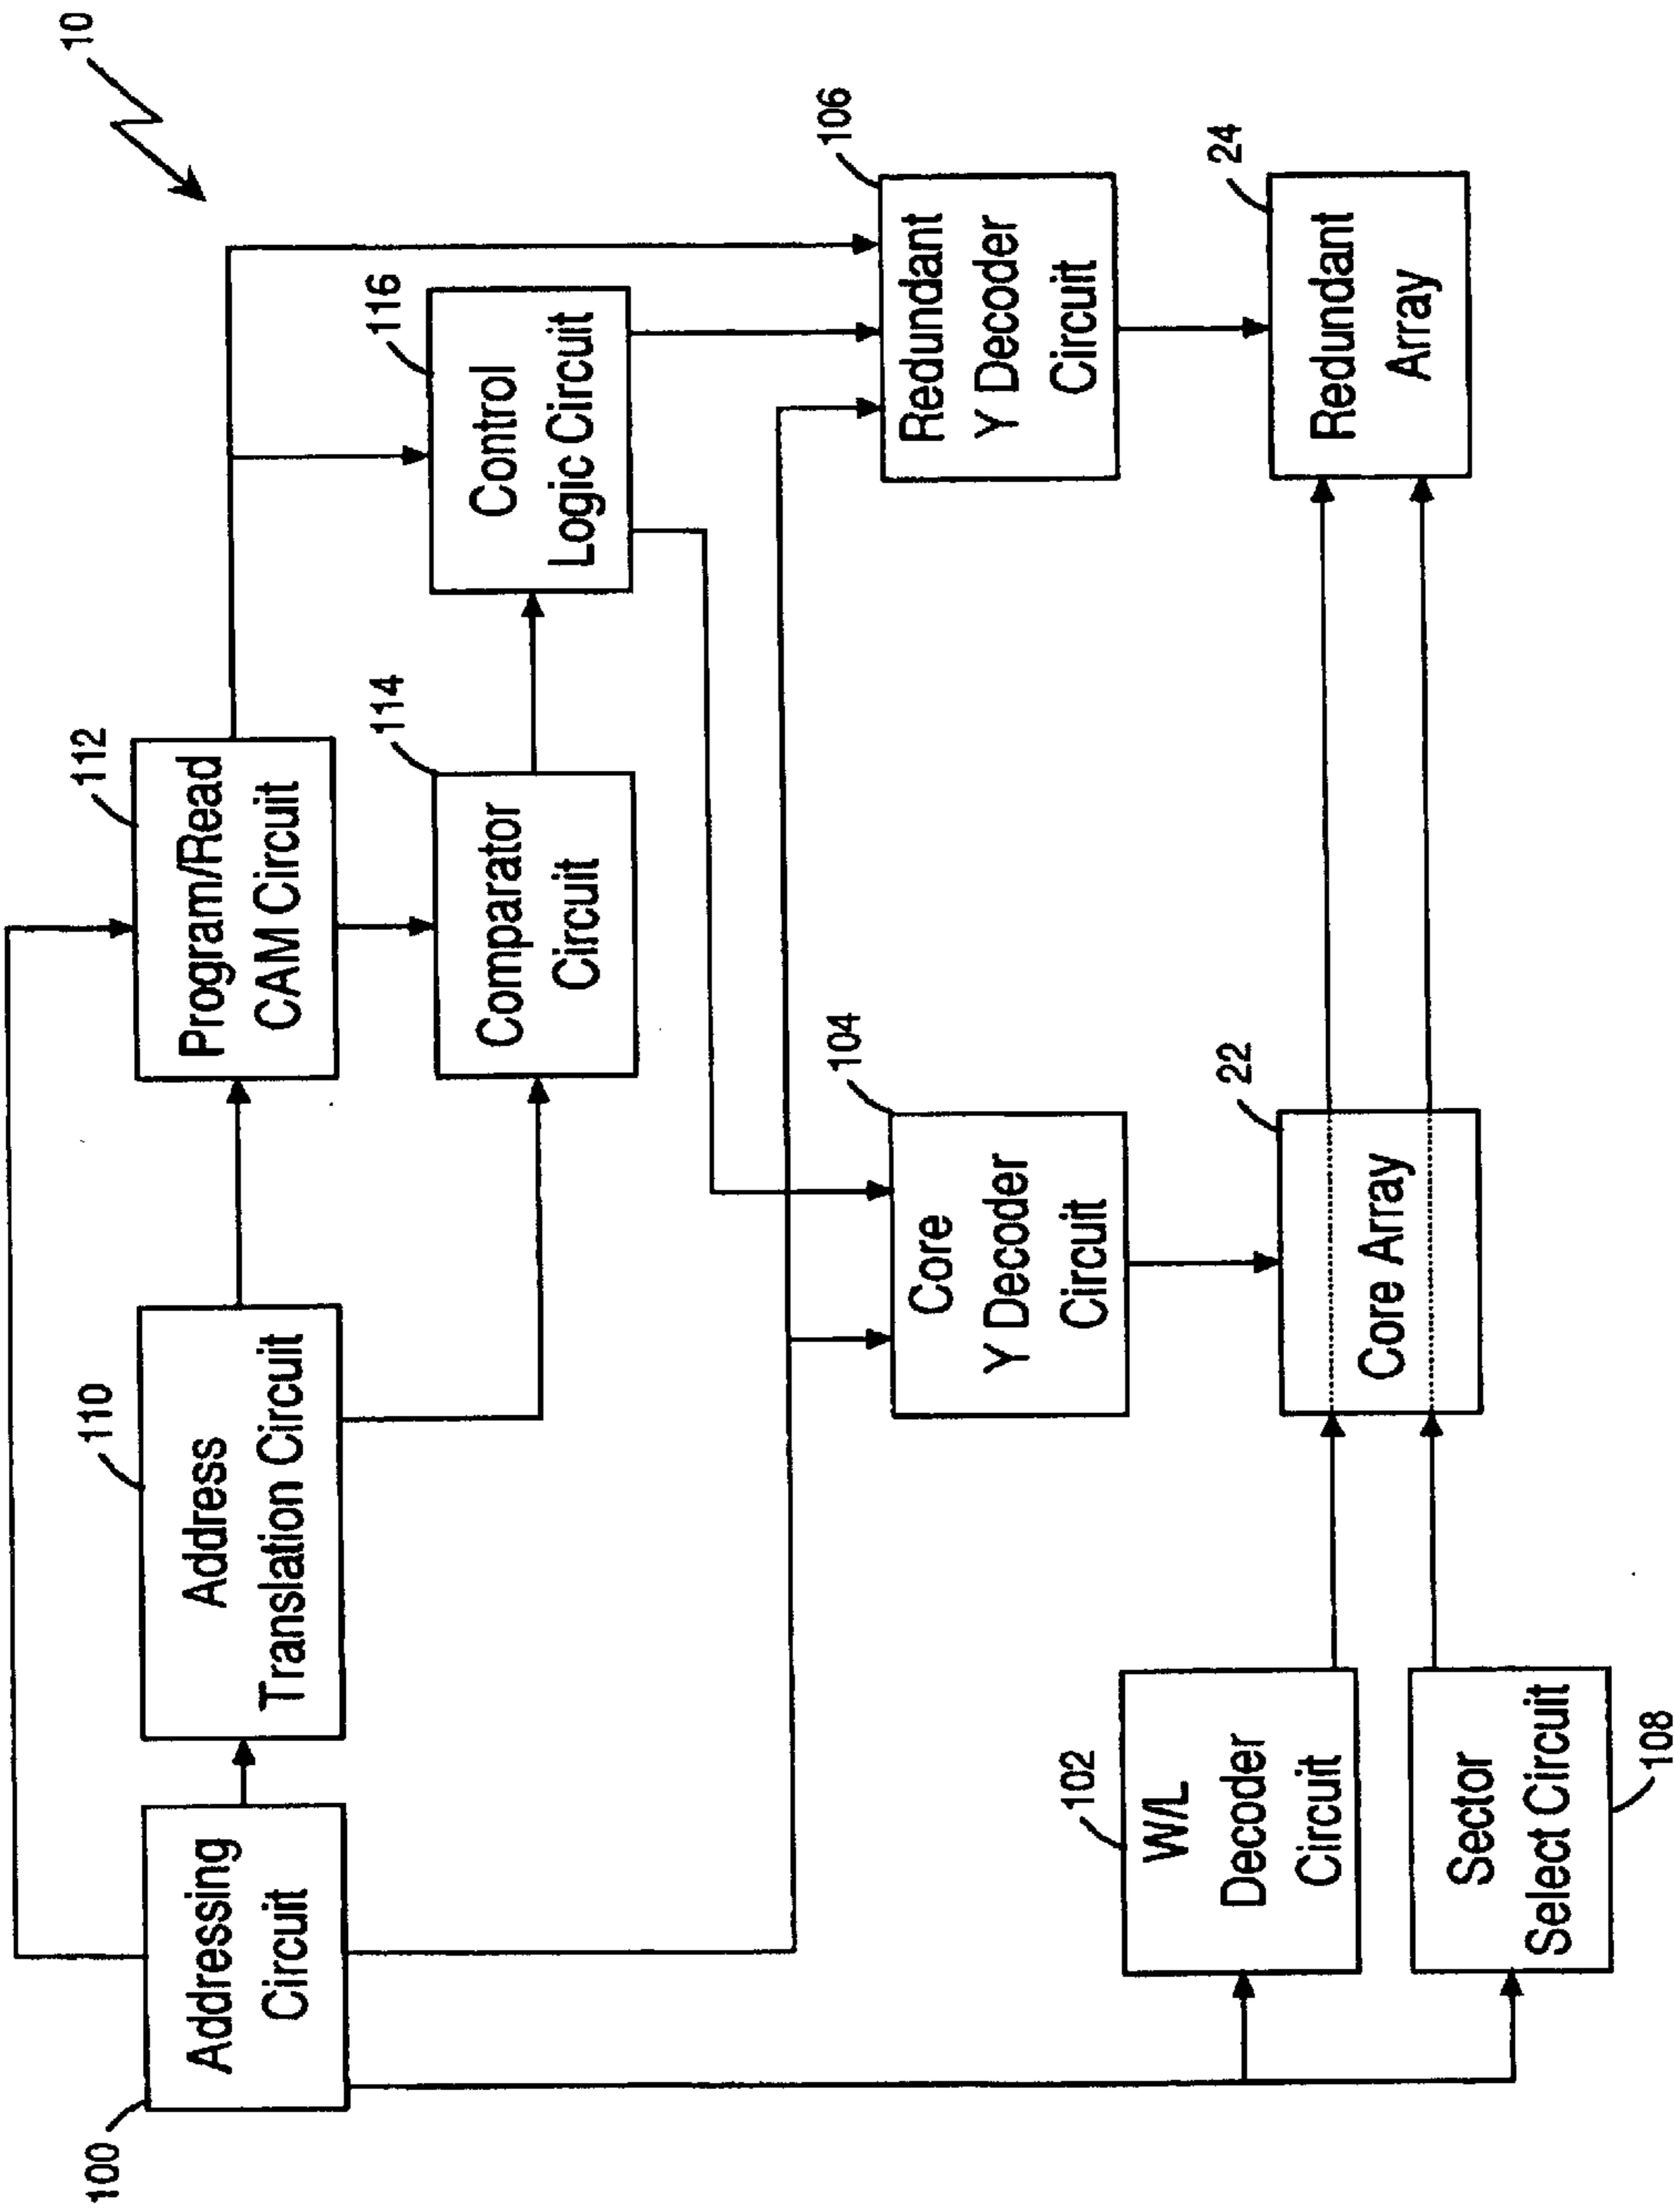 10
100
Addressing
Circuit
110
Address
Translation Circuit
112
Program/Read
CAM Circuit
114
Comparator
Circuit
116
Control
Logic Circuit
104
Core
Y Decoder
Circuit
106
Redundant
Y Decoder
Circuit
102
W/L
Decoder
Circuit
22
Core Array
24
Redundant
Array
Sector
Select Circuit
108